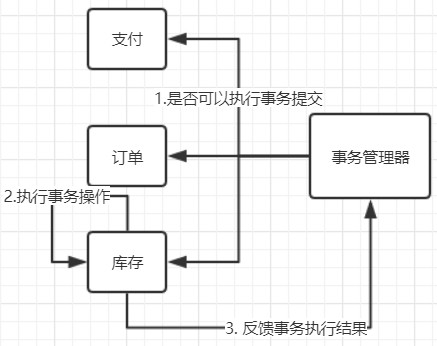 支付
1.是否可以执行事务提交
订单
事务管理器
2.执行事务操作
库存
3. 反馈事务执行结果